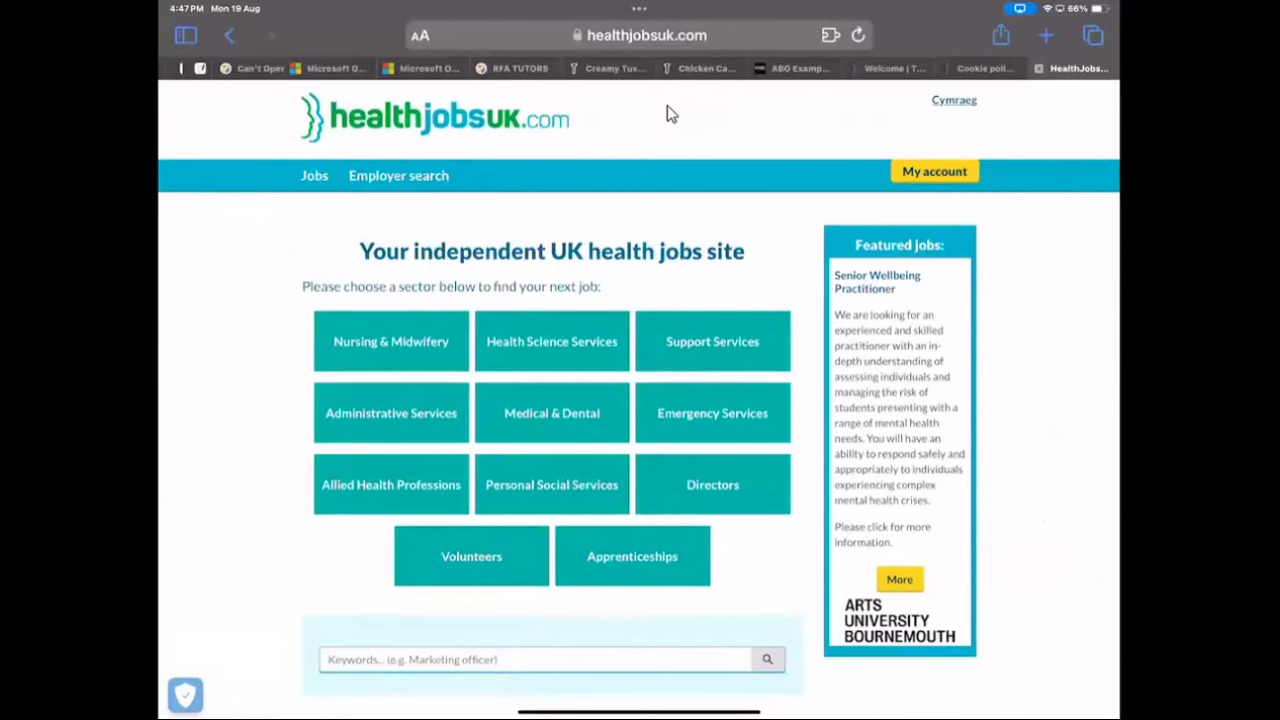 4:47PM Mon 19 Aug
66%
AA
healthjobsuk.com
Can't Oper
Microsoft O...
Microsoft O...
RFA TUTORS
Creamy Tus...
Chicken Ca...
ABO Examp...
Welcome | T...
Cookie poli...
HealthJobs...
healthjobsUK.com
Cymraeg
Jobs
Employer search
My account
Your independent UK health jobs site
Please choose a sector below to find your next job:
Nursing & Midwifery
Health Science Services
Support Services
Administrative Services
Medical & Dental
Emergency Services
Allied Health Professions
Personal Social Services
Directors
Volunteers
Apprenticeships
Keywords... (e.g. Marketing officer)
Featured jobs:
Senior Wellbeing
Practitioner
We are looking for an
experienced and skilled
practitioner with an in-
depth understanding of
assessing individuals and
managing the risk of
students presenting with a
range of mental health
needs. You will have an
ability to respond safely and
appropriately to individuals
experiencing complex
mental health crises.
Please click for more
information.
More
ARTS
UNIVERSITY
BOURNEMOUTH